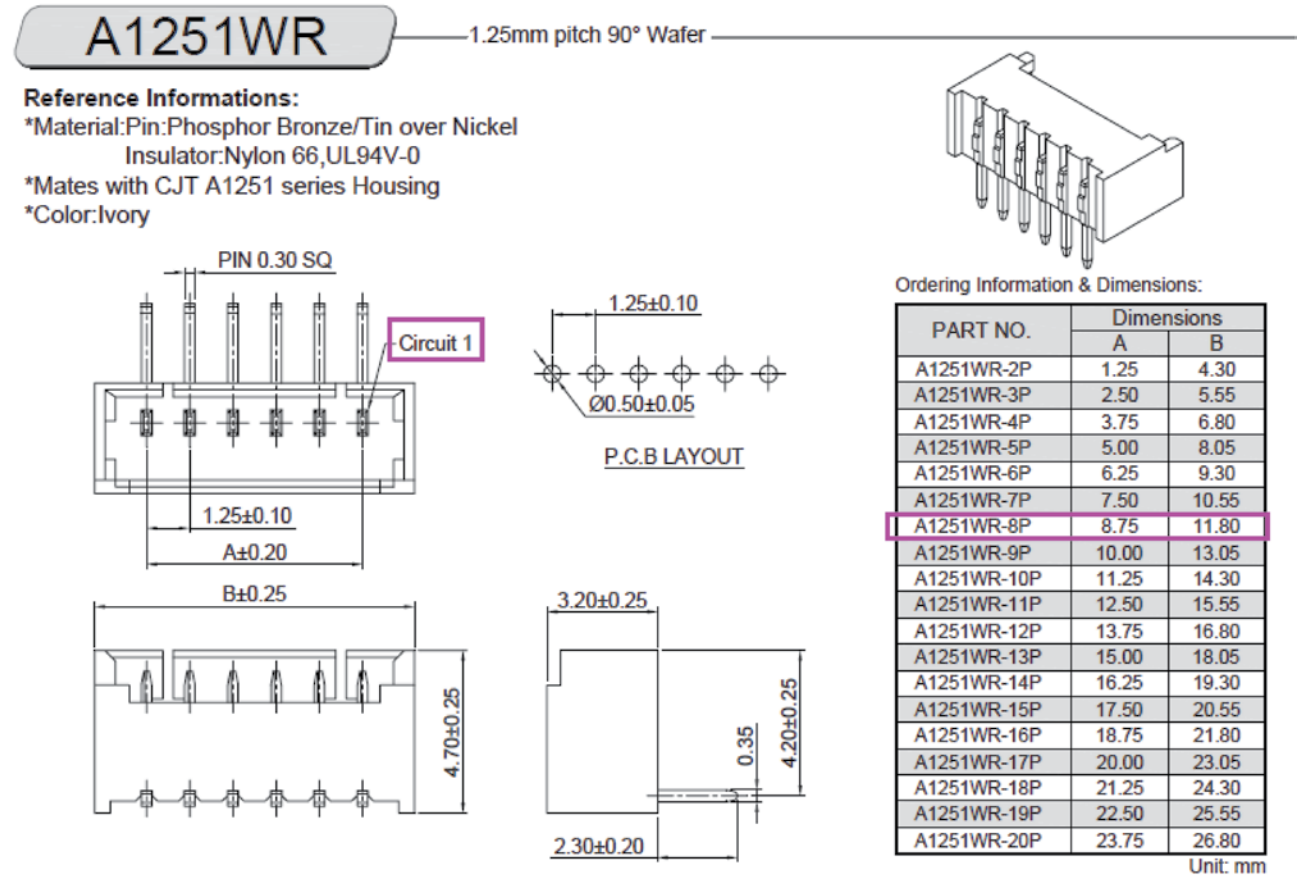 A1251WR
1.25mm pitch 90° Wafer
Reference Informations:
*Material:Pin:Phosphor Bronze/Tin over Nickel
Insulator:Nylon 66,UL94V-0
*Mates with CJT A1251 series Housing
*Color:Ivory
PIN 0.30 SQ
Circuit 1
1.25±0.10
A±0.20
1.25±0.10
Ø0.50±0.05
P.C.B LAYOUT
B±0.25
4.70±0.25
3.20±0.25
0.35
4.20±0.25
2.30±0.20
Ordering Information & Dimensions:
PART NO. Dimensions
A B
A1251WR-2P 1.25 4.30
A1251WR-3P 2.50 5.55
A1251WR-4P 3.75 6.80
A1251WR-5P 5.00 8.05
A1251WR-6P 6.25 9.30
A1251WR-7P 7.50 10.55
A1251WR-8P 8.75 11.80
A1251WR-9P 10.00 13.05
A1251WR-10P 11.25 14.30
A1251WR-11P 12.50 15.55
A1251WR-12P 13.75 16.80
A1251WR-13P 15.00 18.05
A1251WR-14P 16.25 19.30
A1251WR-15P 17.50 20.55
A1251WR-16P 18.75 21.80
A1251WR-17P 20.00 23.05
A1251WR-18P 21.25 24.30
A1251WR-19P 22.50 25.55
A1251WR-20P 23.75 26.80
Unit: mm